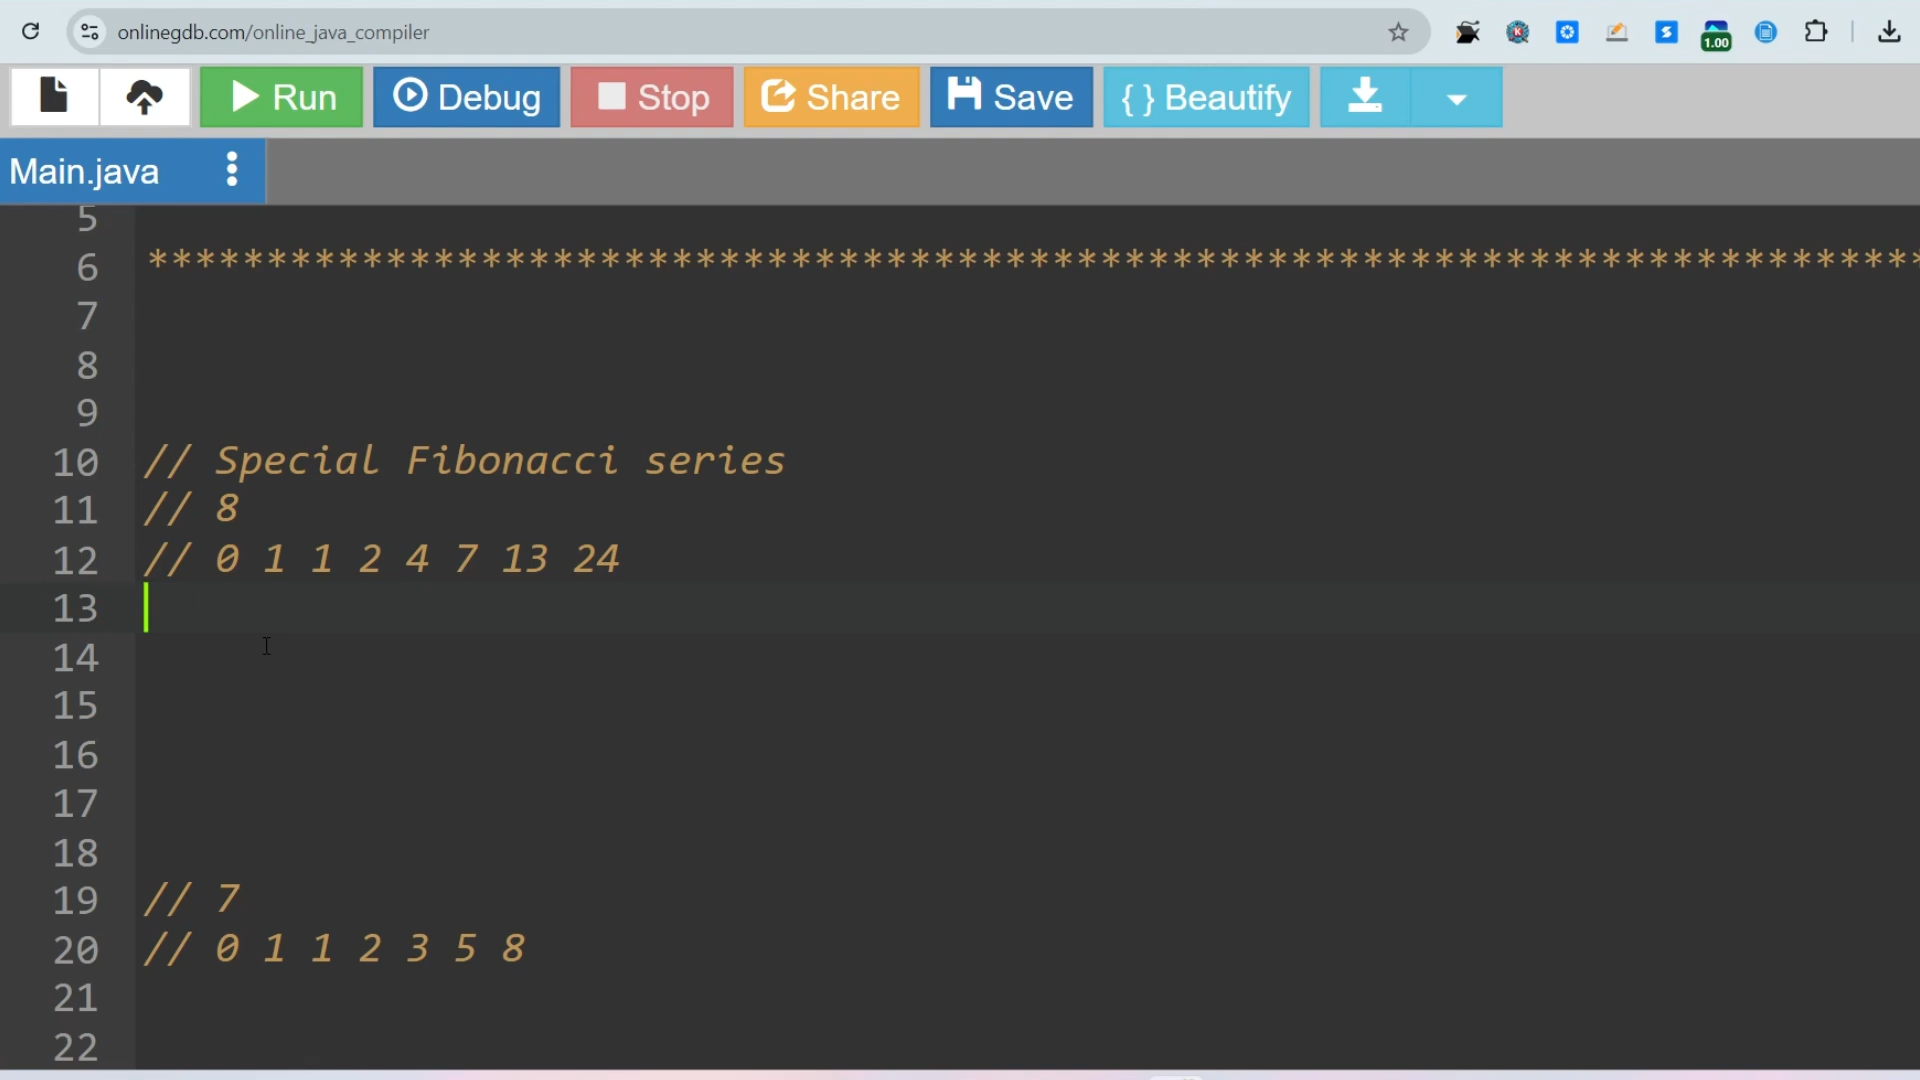 onlinegdb.com/online_java_compiler
1.00
Run Debug Stop Share Save { } Beautify
Main.java
5
6 **************************************************************************
7
8
9
10 // Special Fibonacci series
11 // 8
12 // 0 1 1 2 4 7 13 24
13
14
15
16
17
18
19 // 7
20 // 0 1 1 2 3 5 8
21
22